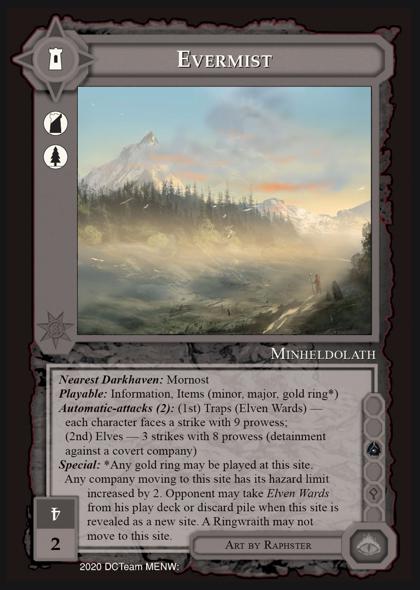 EVERMIST
MINHELDOLATH
Nearest Darkhaven: Mornost
Playable: Information, Items (minor, major, gold ring*)
Automatic-attacks (2): (1st) Traps (Elven Wards) —
each character faces a strike with 9 prowess;
(2nd) Elves — 3 strikes with 8 prowess (detainment
against a covert company)
Special: *Any gold ring may be played at this site.
Any company moving to this site has its hazard limit
increased by 2. Opponent may take Elven Wards
from his play deck or discard pile when this site is
revealed as a new site. A Ringwraith may not
move to this site.
2
ART BY RAPHSTER
2020 DCTeam MENW: